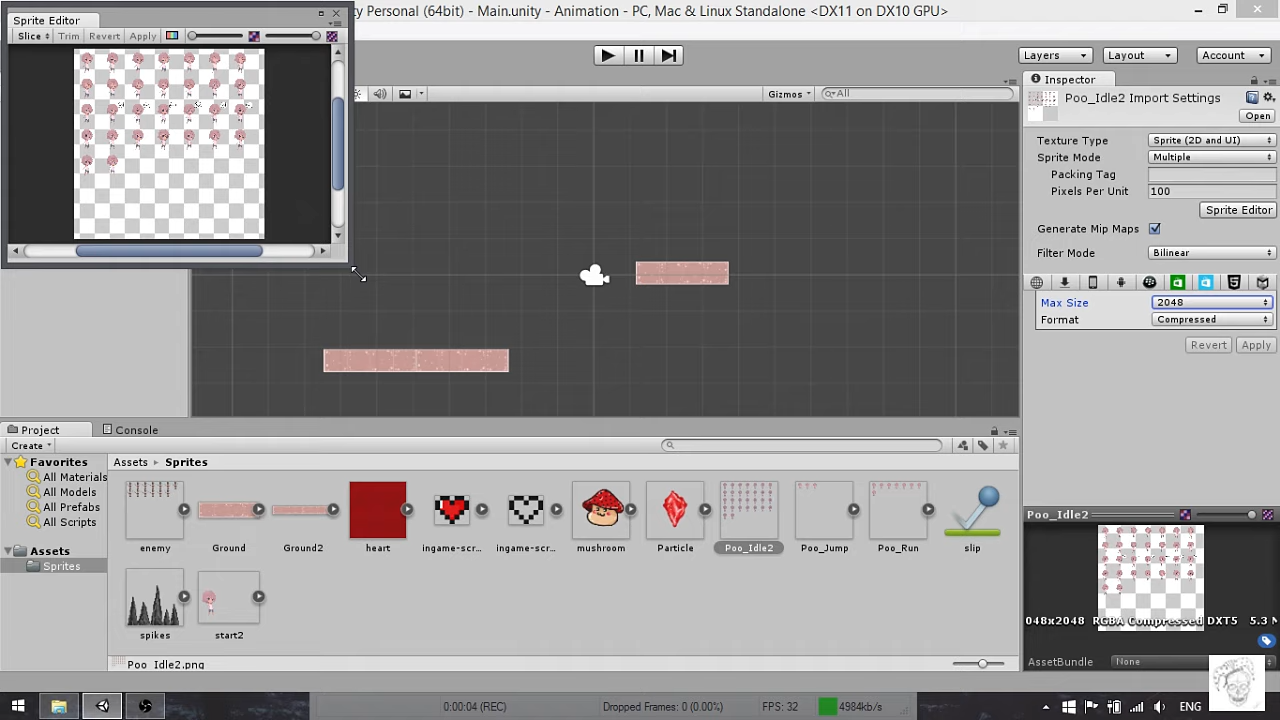 Sprite Editor
ty Personal (64bit) - Main.unity - Animation - PC, Mac & Linux Standalone <DX11 on DX10 GPU>
Slice Trim Revert Apply
Layers Layout Account
Gizmos All
Inspector
Poo_Idle2 Import Settings
Open
Texture Type Sprite (2D and UI)
Sprite Mode Multiple
Packing Tag
Pixels Per Unit 100
Sprite Editor
Generate Mip Maps
Filter Mode Bilinear
Max Size 2048
Format Compressed
Revert Apply
Project Console
Create
Favorites
All Materials
All Models
All Prefabs
All Scripts
Assets
Sprites
Assets Sprites
enemy Ground Ground2 heart ingame-scr... ingame-scr... mushroom Particle Poo_Idle2 Poo_Jump Poo_Run slip
spikes start2
Poo_Idle2.png
Poo_Idle2
048x2048 RGBA Compressed DXT5 5.3 M
AssetBundle None
0:00:04 (REC) Dropped Frames: 0 (0.00%) FPS: 32 4984kb/s
ENG